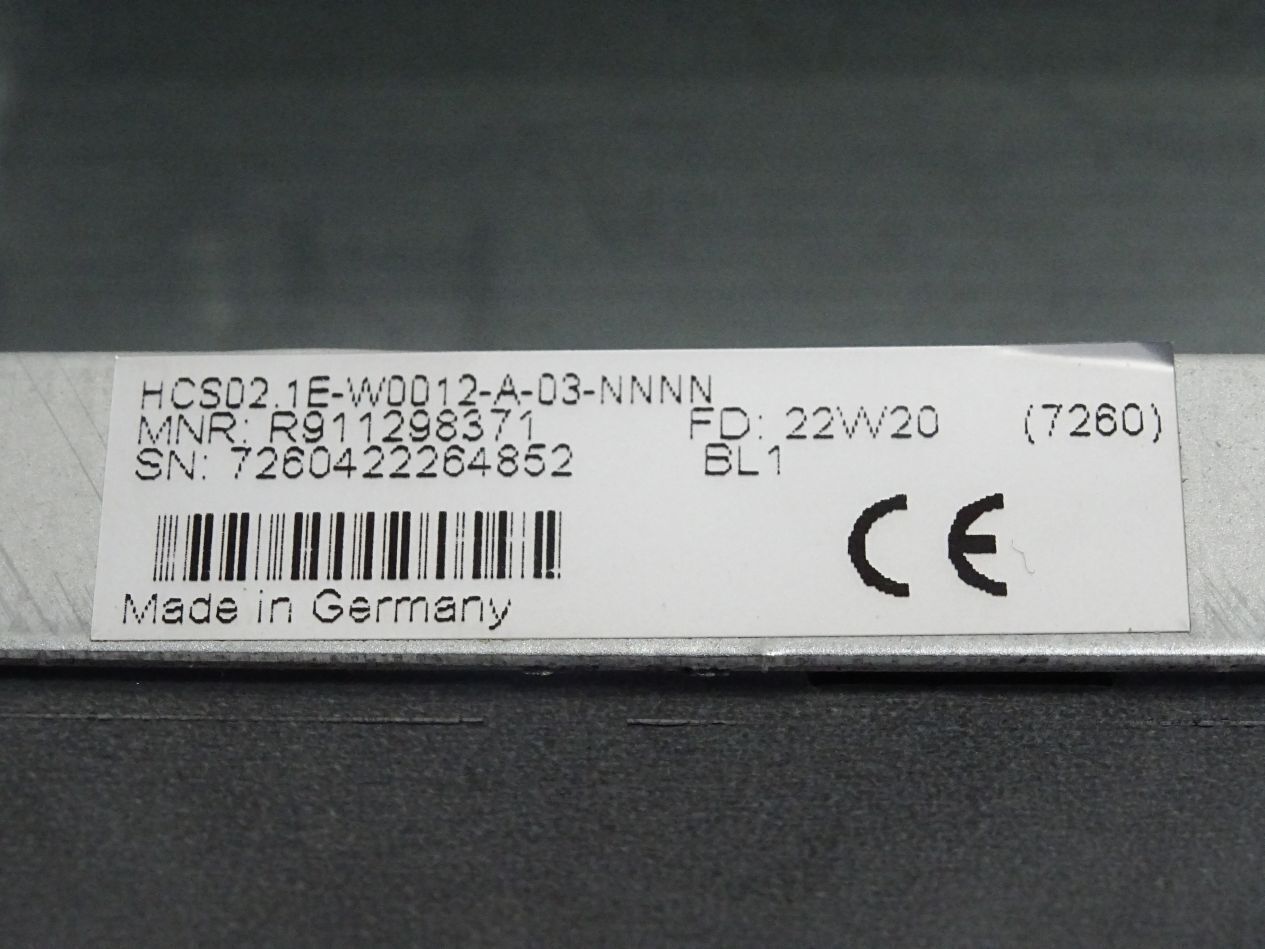 HCS02.1E-W0012-A-03-NNNN
MNR: R911298371 FD: 22W20 (7260)
SN: 7260422264852 BL1
CE
Made in Germany